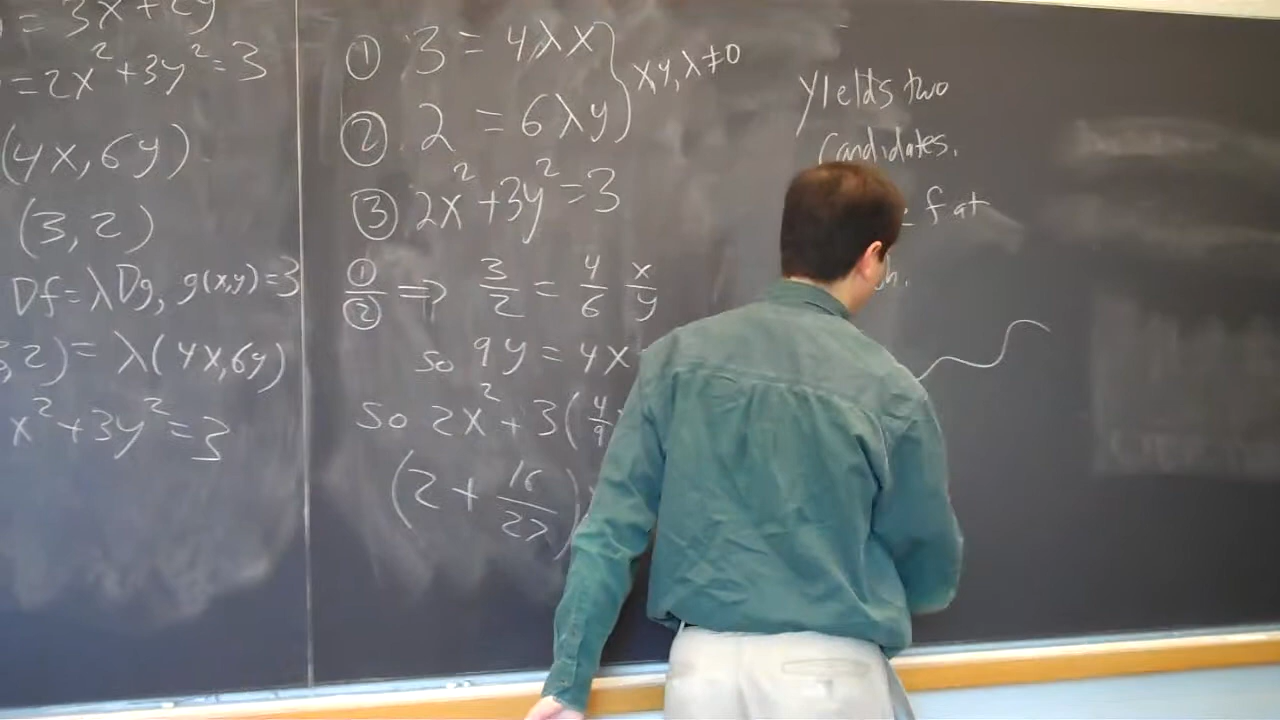 = 3x + 2y
= 2x² + 3y² = 3
(4x, 6y)
(3, 2)
Df = λDg, g(x,y) = 3
,2) = λ(4x, 6y)
x² + 3y² = 3
① 3 = 4λx
② 2 = 6λy
x, y, λ ≠ 0
③ 2x² + 3y² = 3
①/② ⇒ 3/2 = 4/6 x/y
so 9y = 4x
so 2x² + 3(4/9
(2 + 16/27)
Yields two
candidates.
f at
h.